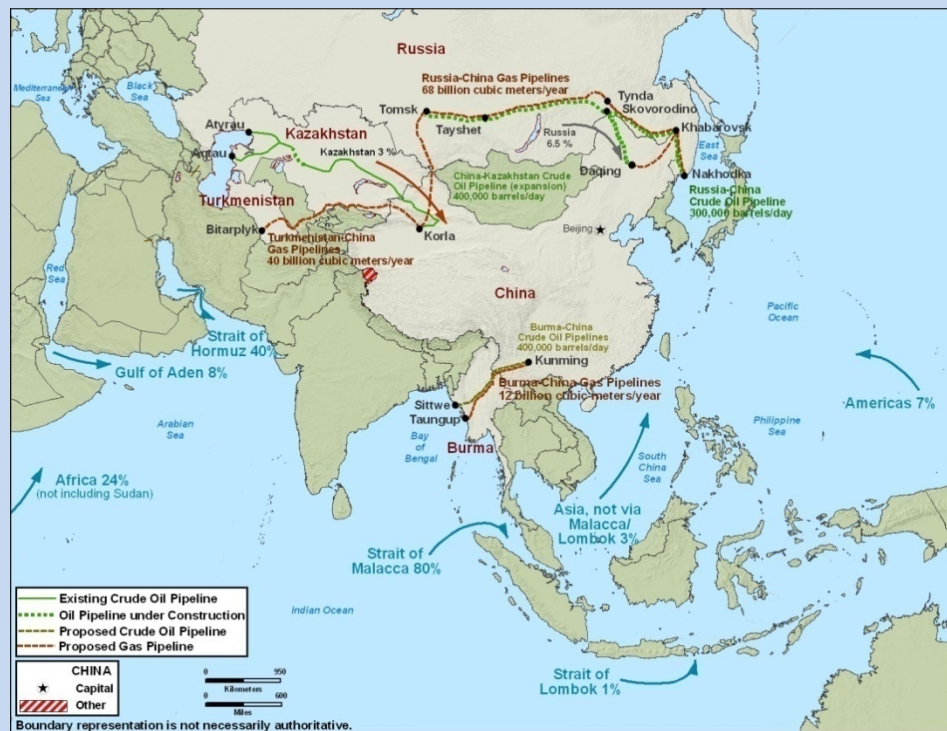 Russia
Mediterranean
Sea
Black
Sea
Russia-China Gas Pipelines
68 billion cubic meters/year
Tynda
Skovorodino
Tomsk
Tayshet
Khabarovsk
Atyrau
Kazakhstan
Aqtau
Kazakhstan 3 %
Russia
6.5 %
East
Sea
Daqing
Nakhodka
China-Kazakhstan Crude
Oil Pipeline (expansion)
400,000 barrels/day
Russia-China
Crude Oil Pipeline
300,000 barrels/day
Turkmenistan
Bitarplyk
Korla
Beijing
Turkmenistan-China
Gas Pipelines
40 billion cubic meters/year
Red
Sea
China
Pacific
Ocean
Strait of
Hormuz 40%
Gulf of Aden 8%
Burma-China
Crude Oil Pipelines
400,000 barrels/day
Kunming
Burma-China Gas Pipelines
12 billion cubic meters/year
Sittwe
Taungup
Burma
Americas 7%
Arabian
Sea
Bay
of
Bengal
Philippine
Sea
South
China
Sea
Africa 24%
(not including Sudan)
Asia, not via
Malacca/
Lombok 3%
Strait of
Malacca 80%
Indian Ocean
Strait of
Lombok 1%
Existing Crude Oil Pipeline
Oil Pipeline under Construction
Proposed Crude Oil Pipeline
Proposed Gas Pipeline
CHINA
Capital
Other
0 950
Kilometers
0 600
Miles
Boundary representation is not necessarily authoritative.